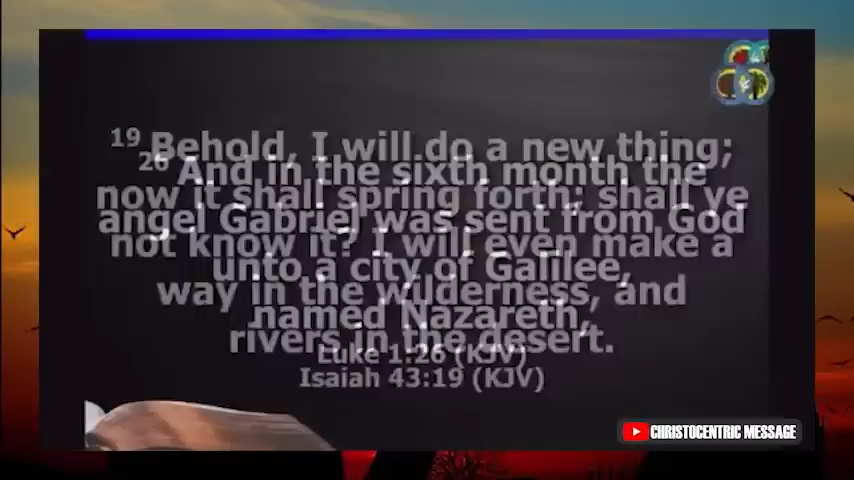 19 Behold, I will do a new thing;
26 And in the sixth month the
now it shall spring forth; shall ye
angel Gabriel was sent from God
not know it? I will even make a
unto a city of Galilee,
way in the wilderness, and
named Nazareth,
rivers in the desert.
Luke 1:26 (KJV)
Isaiah 43:19 (KJV)
CHRISTOCENTRIC MESSAGE